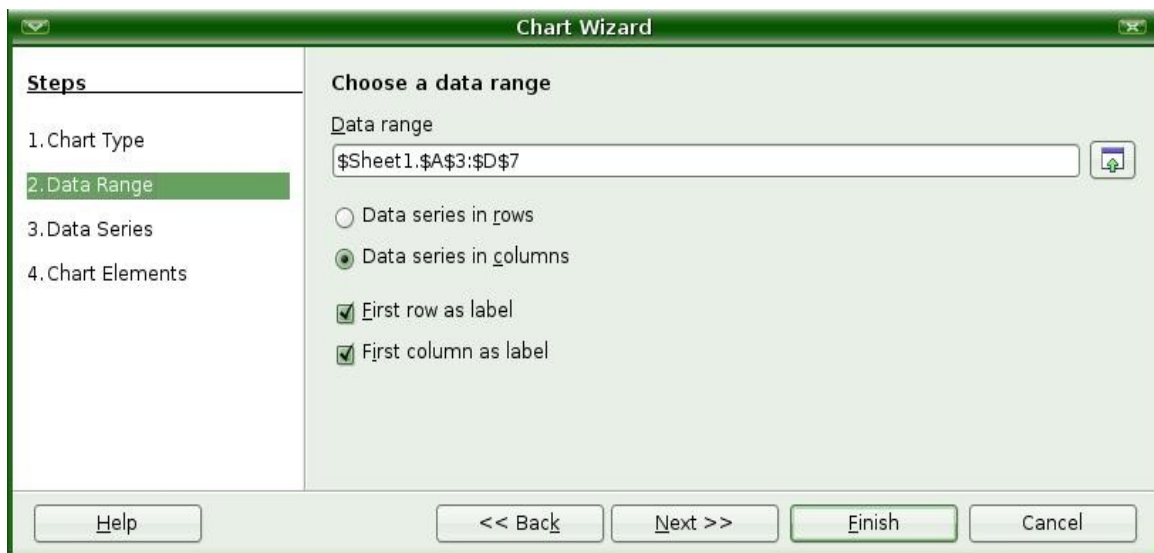 Chart Wizard
Steps
1. Chart Type
2. Data Range
3. Data Series
4. Chart Elements
Choose a data range
Data range
$Sheet1.$A$3:$D$7
Data series in rows
Data series in columns
First row as label
First column as label
Help
<< Back
Next >>
Finish
Cancel